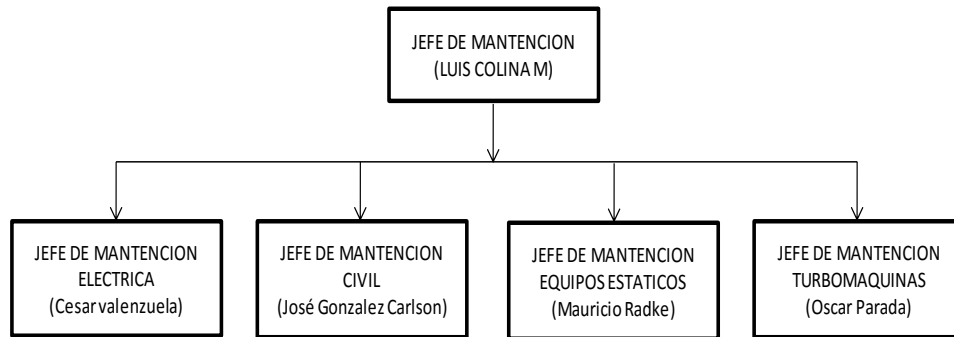 JEFE DE MANTENCION
(LUIS COLINA M)
JEFE DE MANTENCION
ELECTRICA
(Cesar valenzuela)
JEFE DE MANTENCION
CIVIL
(José Gonzalez Carlson)
JEFE DE MANTENCION
EQUIPOS ESTATICOS
(Mauricio Radke)
JEFE DE MANTENCION
TURBOMAQUINAS
(Oscar Parada)